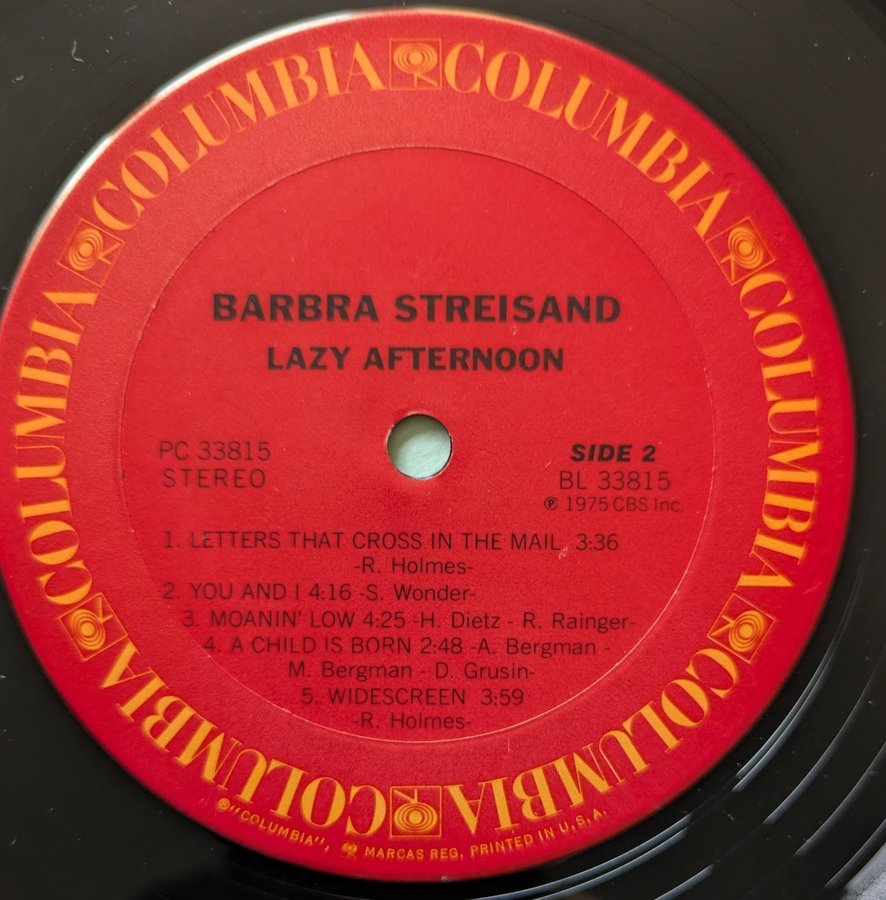 COLUMBIA COLUMBIA COLUMBIA COLUMBIA COLUMBIA COLUMBIA COLUMBIA COLUMBIA
BARBRA STREISAND
LAZY AFTERNOON
PC 33815
STEREO
SIDE 2
BL 33815
℗ 1975 CBS Inc.
1. LETTERS THAT CROSS IN THE MAIL 3:36
-R. Holmes-
2. YOU AND I 4:16 -S. Wonder-
3. MOANIN' LOW 4:25 -H. Dietz - R. Rainger-
4. A CHILD IS BORN 2:48 -A. Bergman -
M. Bergman - D. Grusin-
5. WIDESCREEN 3:59
-R. Holmes-
®"COLUMBIA", MARCAS REG. PRINTED IN U.S.A.